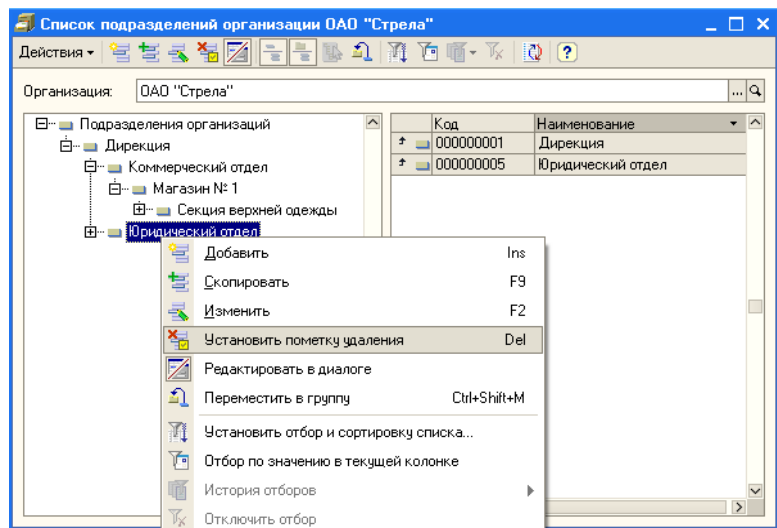 Список подразделений организации ОАО "Стрела"
Действия
Организация: ОАО "Стрела" ...
Подразделения организаций
Дирекция
Коммерческий отдел
Магазин № 1
Секция верхней одежды
Юридический отдел
Код Наименование
000000001 Дирекция
000000005 Юридический отдел
Добавить Ins
Скопировать F9
Изменить F2
Установить пометку удаления Del
Редактировать в диалоге
Переместить в группу Ctrl+Shift+M
Установить отбор и сортировку списка...
Отбор по значению в текущей колонке
История отборов
Отключить отбор